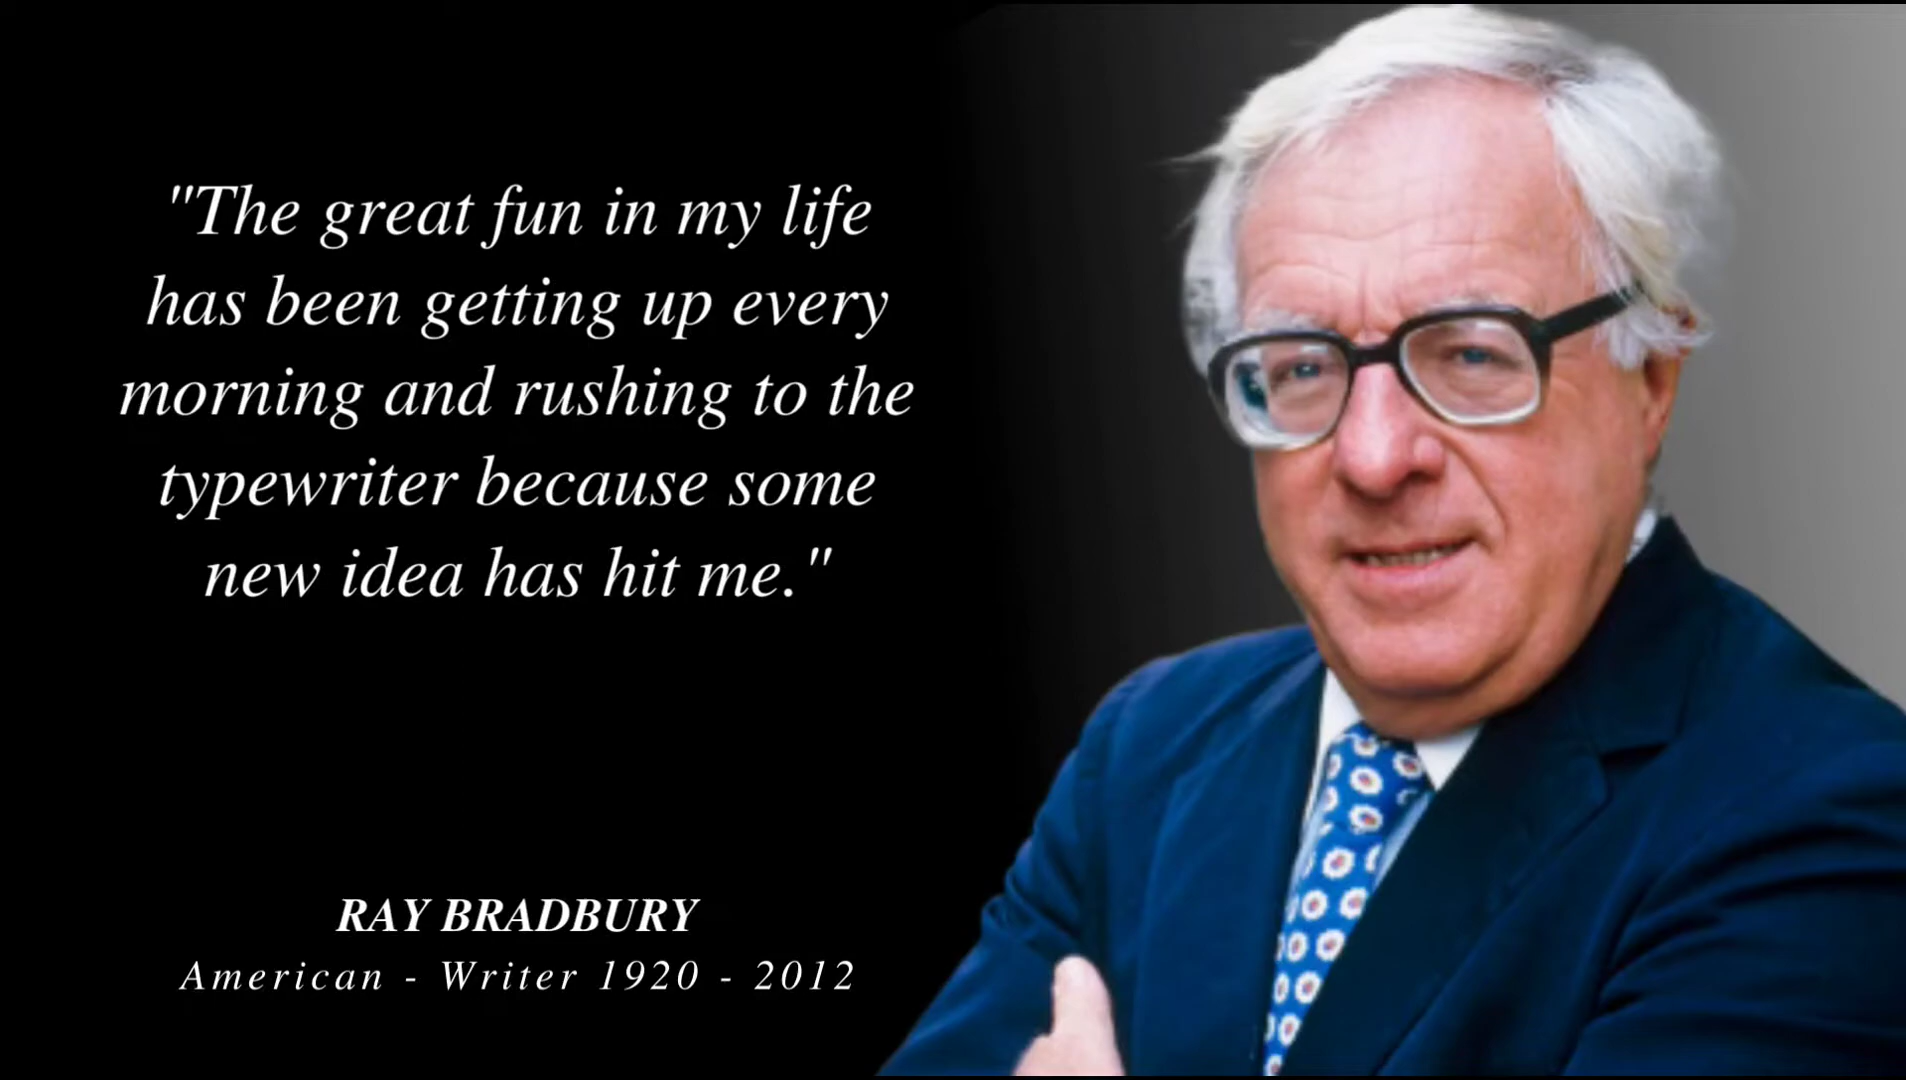 "The great fun in my life
has been getting up every
morning and rushing to the
typewriter because some
new idea has hit me."
RAY BRADBURY
American - Writer 1920 - 2012